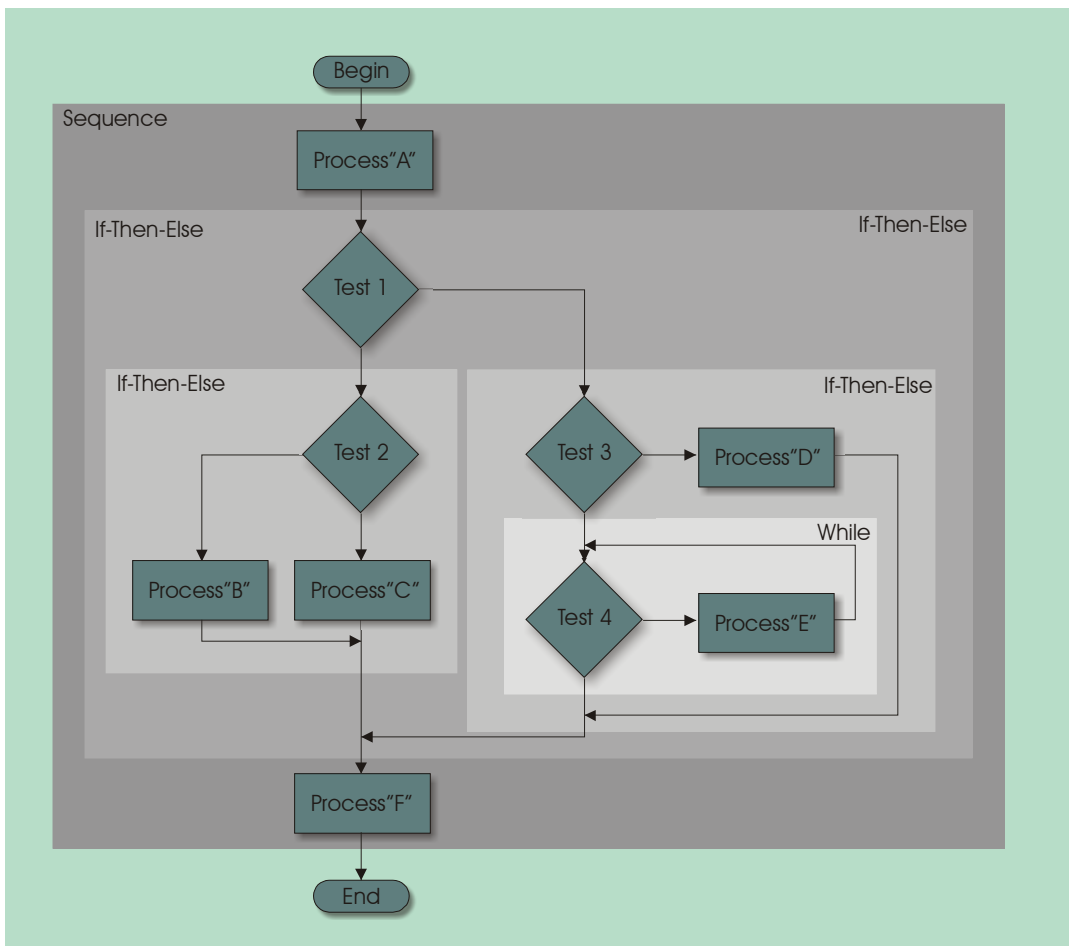 Begin
Sequence
Process"A"
If-Then-Else
If-Then-Else
Test 1
If-Then-Else
If-Then-Else
Test 2
Test 3
Process"D"
While
Process"B"
Process"C"
Test 4
Process"E"
Process"F"
End